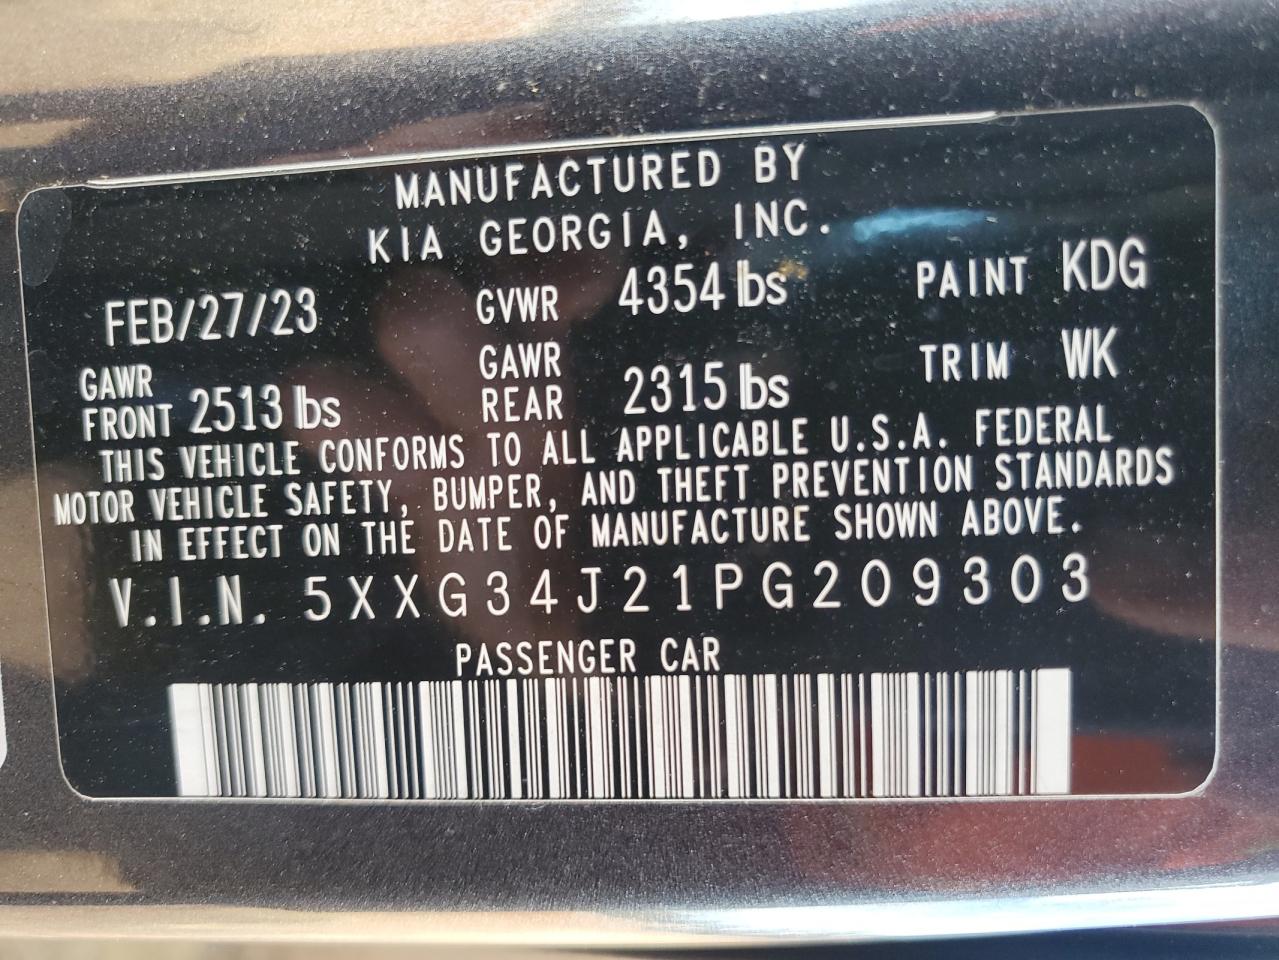 MANUFACTURED BY
KIA GEORGIA, INC.
FEB/27/23 GVWR 4354 lbs PAINT KDG
GAWR FRONT 2513 lbs GAWR REAR 2315 lbs TRIM WK
THIS VEHICLE CONFORMS TO ALL APPLICABLE U.S.A. FEDERAL
MOTOR VEHICLE SAFETY, BUMPER, AND THEFT PREVENTION STANDARDS
IN EFFECT ON THE DATE OF MANUFACTURE SHOWN ABOVE.
V.I.N. 5XXG34J21PG209303
PASSENGER CAR